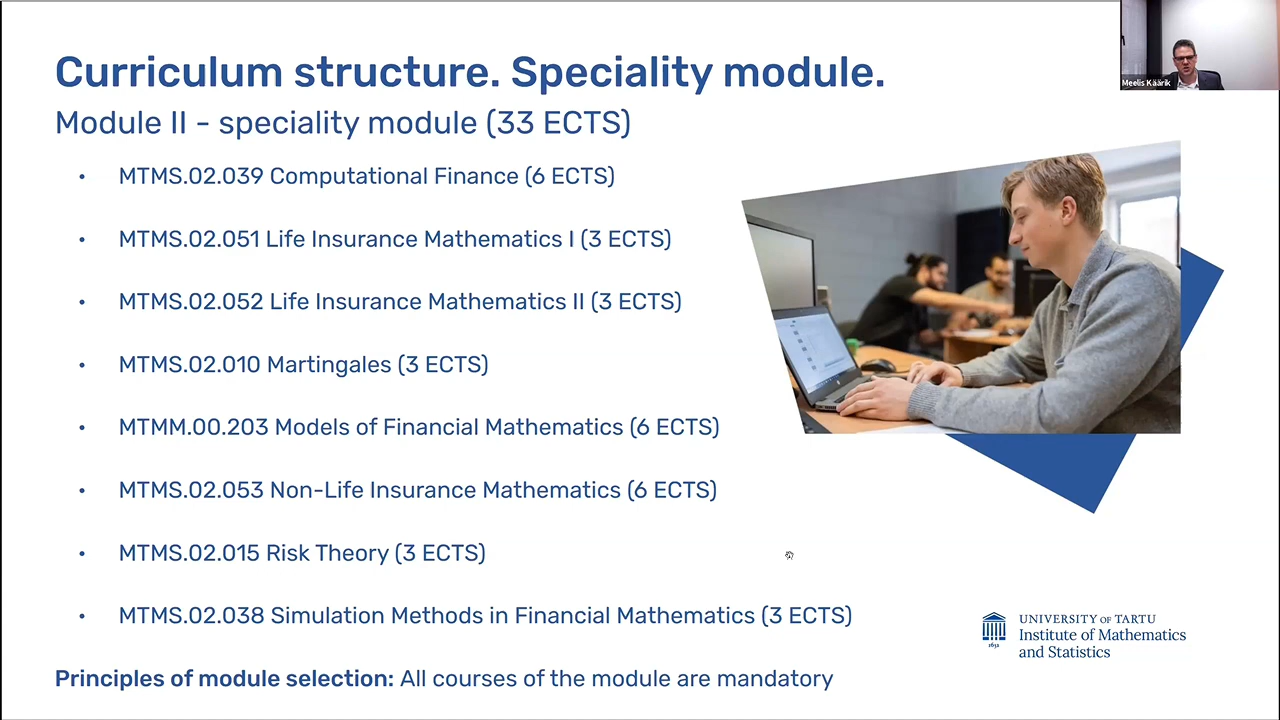 Curriculum structure. Speciality module.
Meelis Käärik
Module II - speciality module (33 ECTS)
• MTMS.02.039 Computational Finance (6 ECTS)
• MTMS.02.051 Life Insurance Mathematics I (3 ECTS)
• MTMS.02.052 Life Insurance Mathematics II (3 ECTS)
• MTMS.02.010 Martingales (3 ECTS)
• MTMM.00.203 Models of Financial Mathematics (6 ECTS)
• MTMS.02.053 Non-Life Insurance Mathematics (6 ECTS)
• MTMS.02.015 Risk Theory (3 ECTS)
• MTMS.02.038 Simulation Methods in Financial Mathematics (3 ECTS)
UNIVERSITY OF TARTU
Institute of Mathematics
and Statistics
1632
Principles of module selection: All courses of the module are mandatory